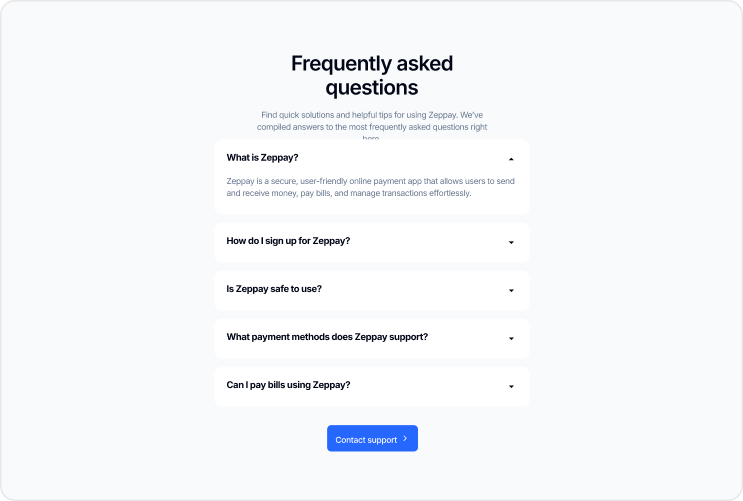 Frequently asked
questions
Find quick solutions and helpful tips for using Zeppay. We've
compiled answers to the most frequently asked questions right
here.
What is Zeppay?
Zeppay is a secure, user-friendly online payment app that allows users to send
and receive money, pay bills, and manage transactions effortlessly.
How do I sign up for Zeppay?
Is Zeppay safe to use?
What payment methods does Zeppay support?
Can I pay bills using Zeppay?
Contact support